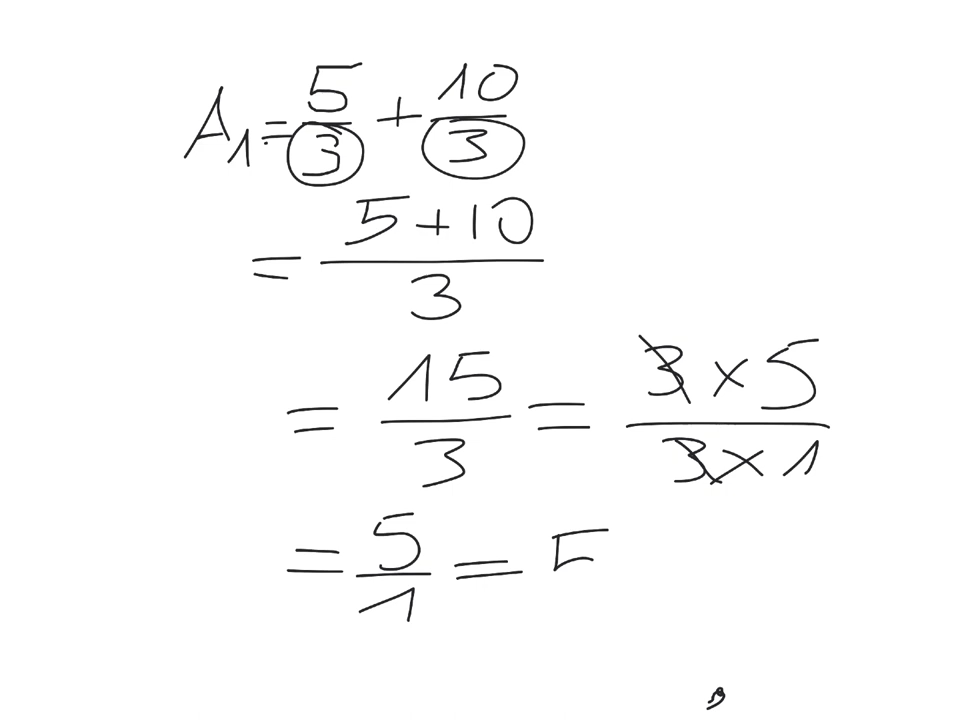 A₁ = 5/3 + 10/3
= (5+10)/3
= 15/3 = (3×5)/(3×1)
= 5/1 = 5